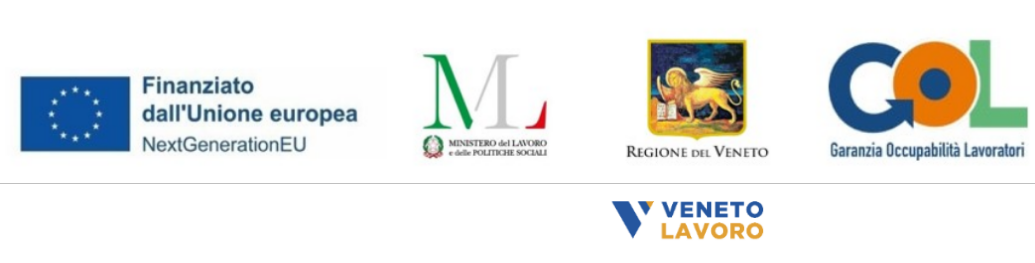 Finanziato
dall'Unione europea
NextGenerationEU
ML
MINISTERO del LAVORO
e delle POLITICHE SOCIALI
REGIONE DEL VENETO
GOL
Garanzia Occupabilità Lavoratori
VENETO
LAVORO